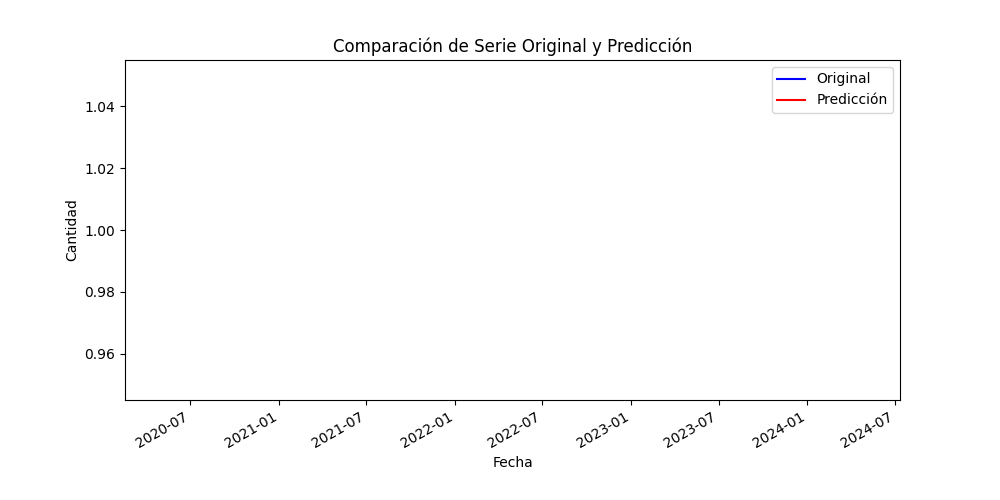 Comparación de Serie Original y Predicción
Original
Predicción
1.04
1.02
1.00
0.98
0.96
Cantidad
2020-07
2021-01
2021-07
2022-01
2022-07
2023-01
2023-07
2024-01
2024-07
Fecha